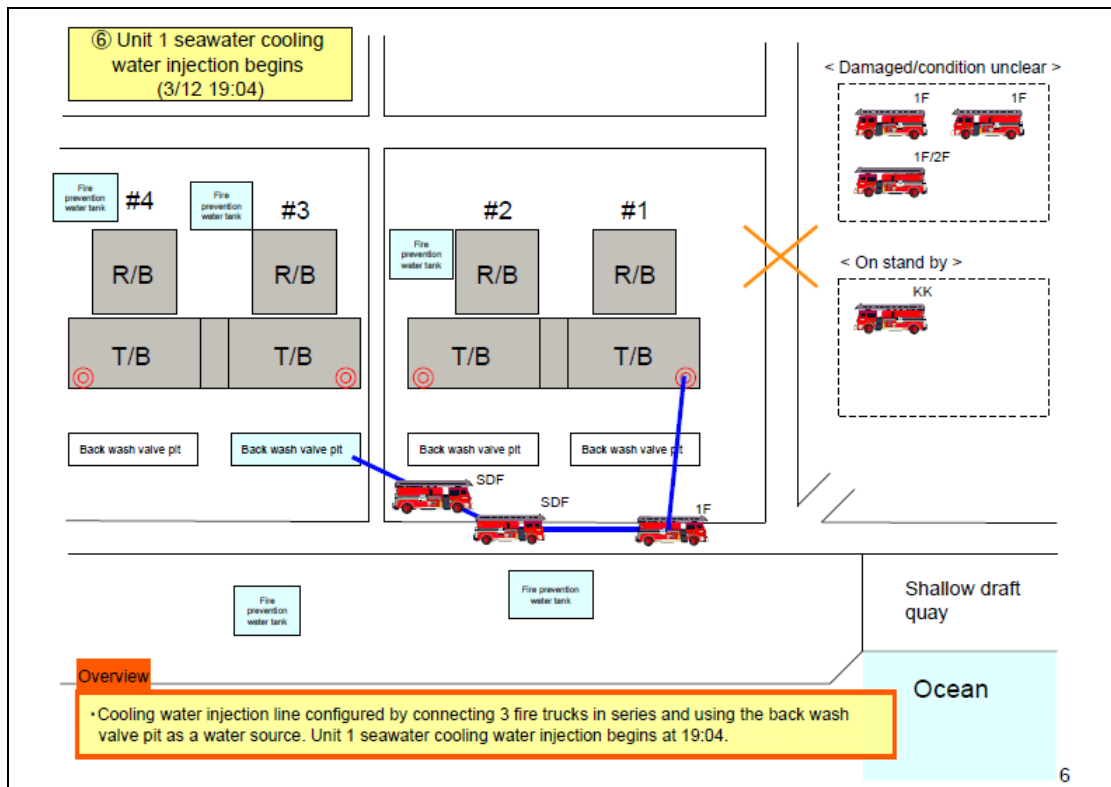 ⑥ Unit 1 seawater cooling
water injection begins
(3/12 19:04)
< Damaged/condition unclear >
1F
1F
1F/2F
< On stand by >
KK
Fire
prevention
water tank
#4
Fire
prevention
water tank
#3
#2
#1
Fire
prevention
water tank
R/B
R/B
R/B
R/B
T/B
T/B
T/B
T/B
Back wash valve pit
Back wash valve pit
Back wash valve pit
Back wash valve pit
SDF
SDF
1F
Fire
prevention
water tank
Fire prevention
water tank
Shallow draft
quay
Ocean
Overview
・Cooling water injection line configured by connecting 3 fire trucks in series and using the back wash
valve pit as a water source. Unit 1 seawater cooling water injection begins at 19:04.
6